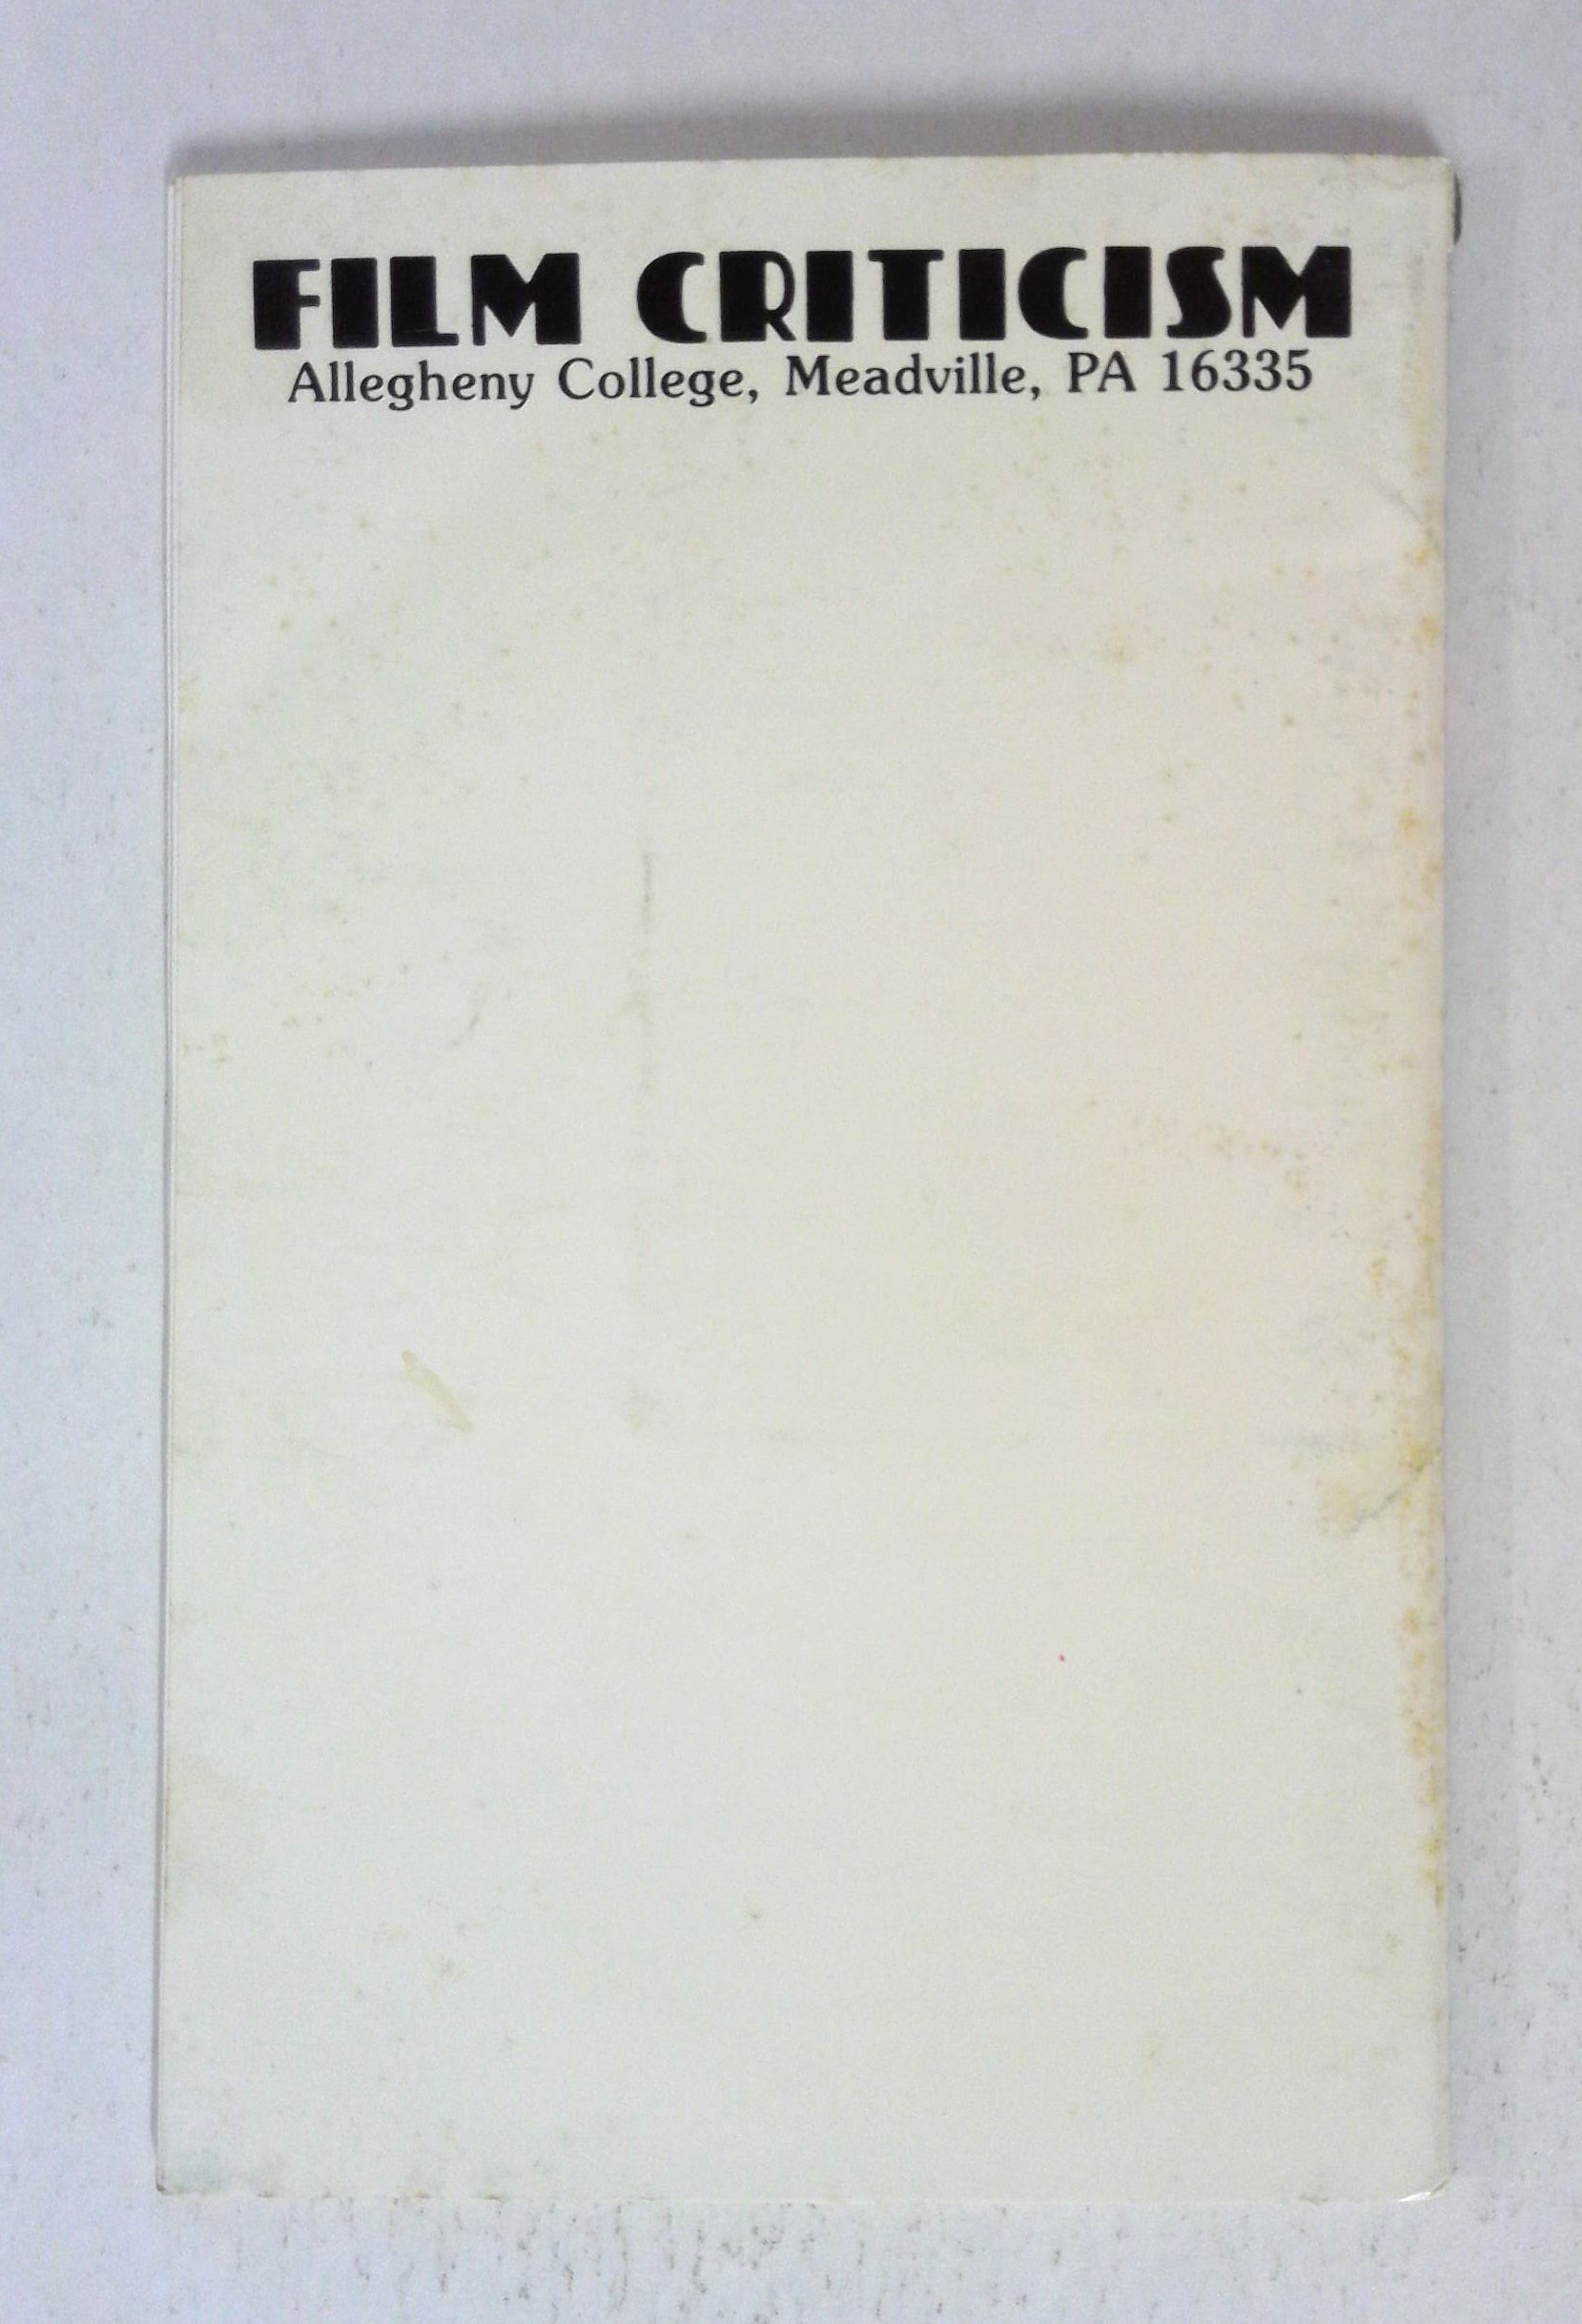 FILM CRITICISM
Allegheny College, Meadville, PA 16335